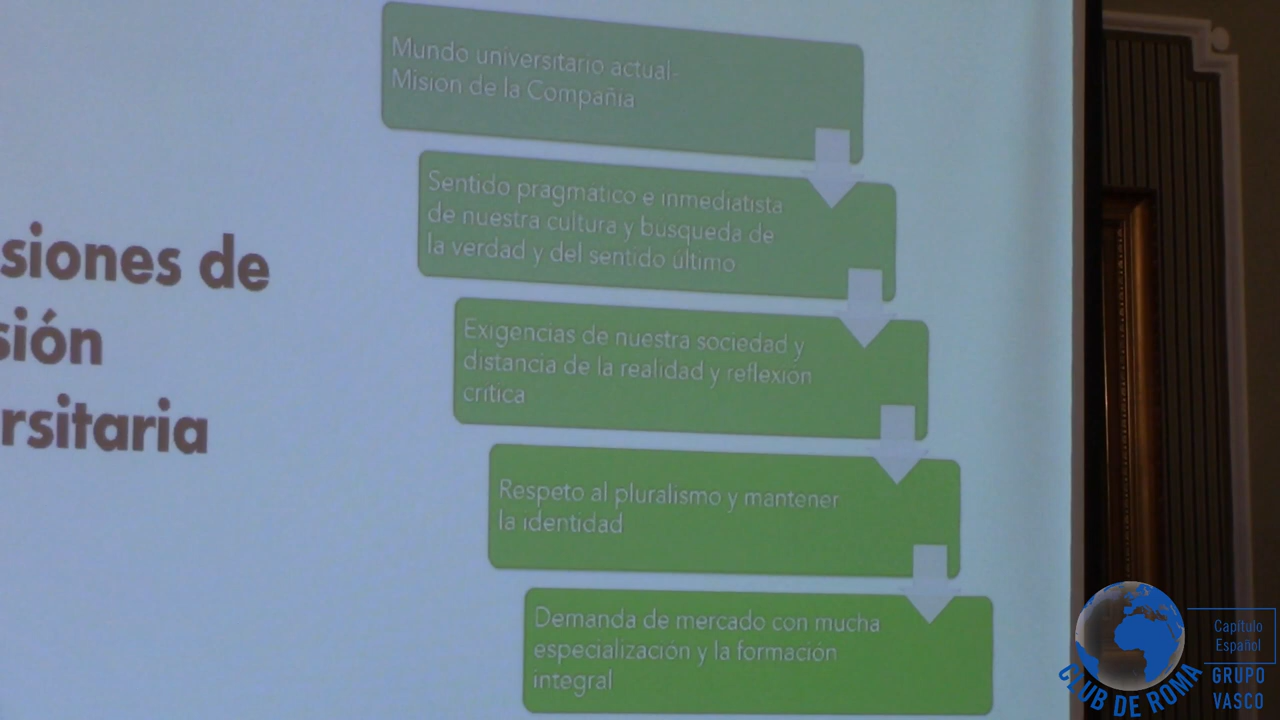 siones de
sión
rsitaria
Mundo universitario actual-
Mision de la Compañia
Sentido pragmatico e inmediatista
de nuestra cultura y busqueda de
la verdad y del sentido último
Exigencias de nuestra sociedad y
distancia de la realidad y reflexion
critica
Respeto al pluralismo y mantener
la identidad
Demanda de mercado con mucha
especialización y la formación
integral
CLUB DE ROMA
Capítulo
Español
GRUPO
VASCO